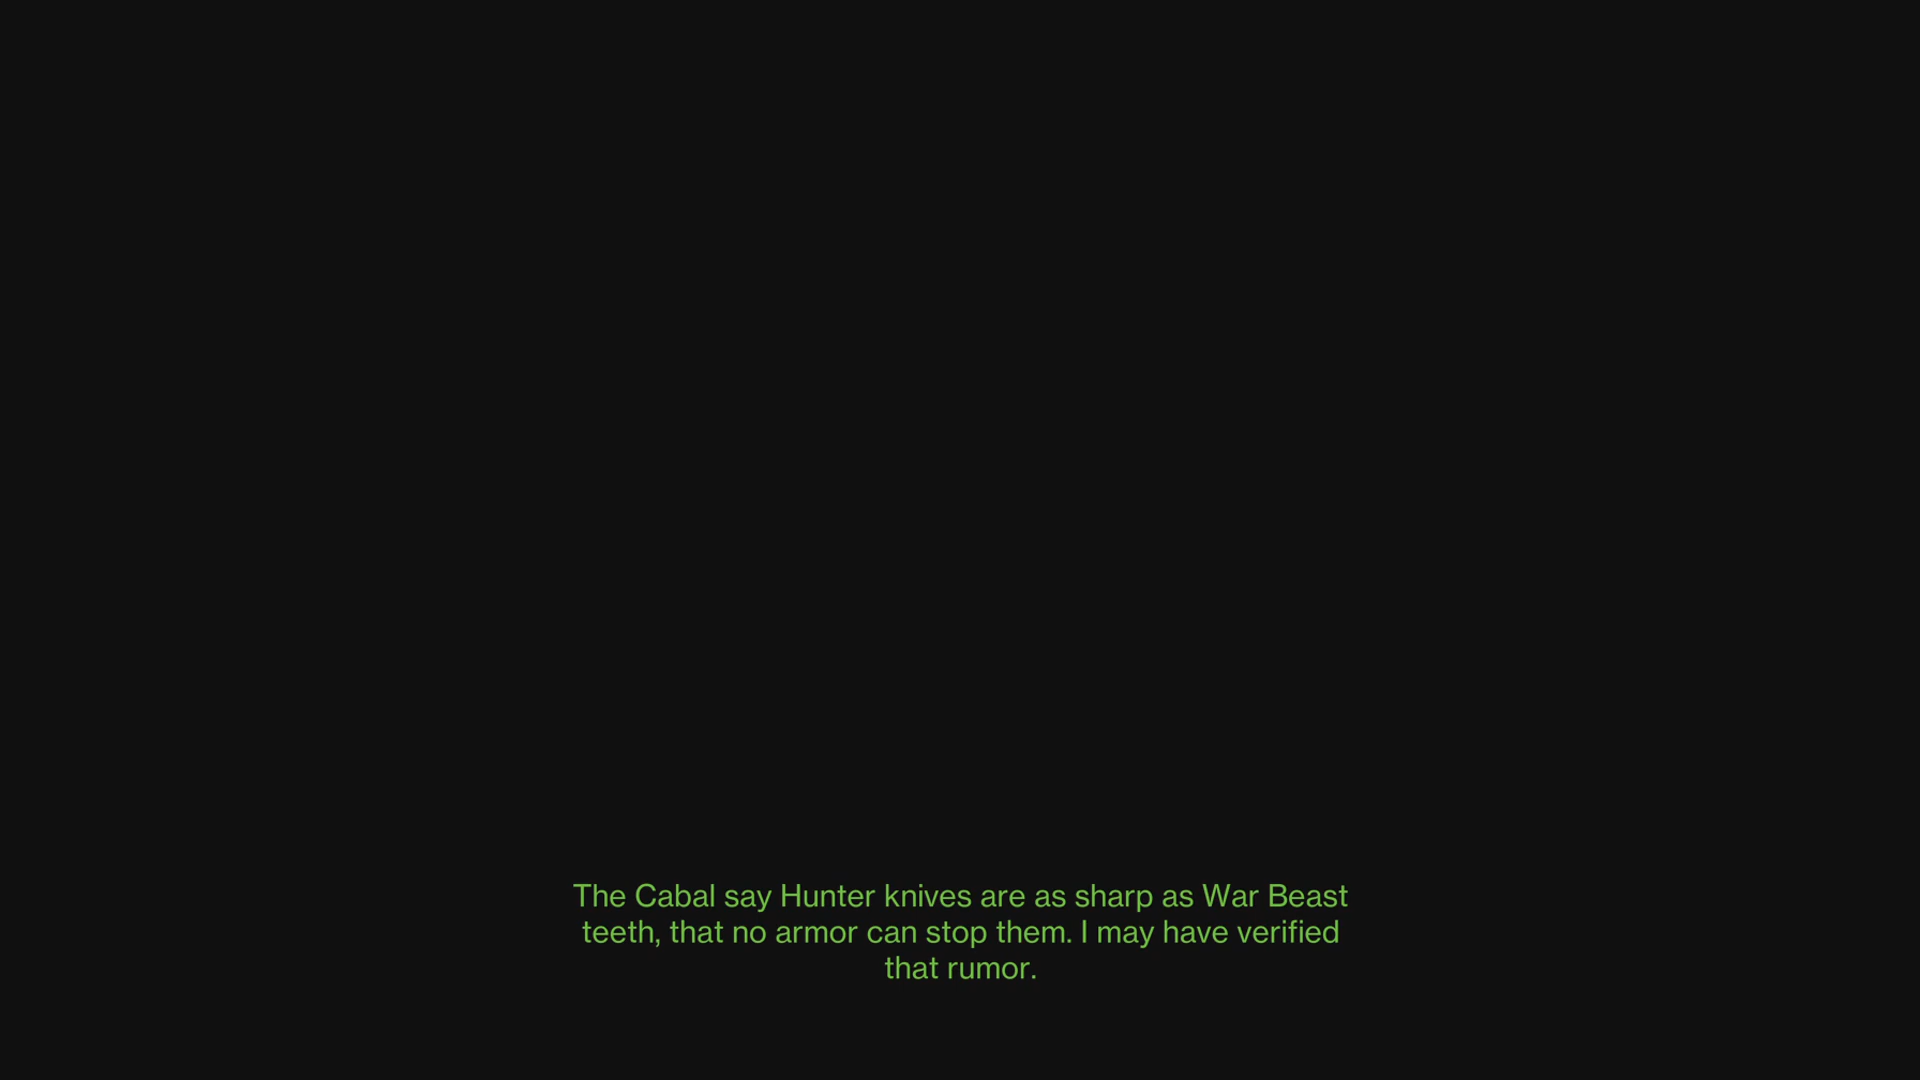 The Cabal say Hunter knives are as sharp as War Beast
teeth, that no armor can stop them. I may have verified
that rumor.